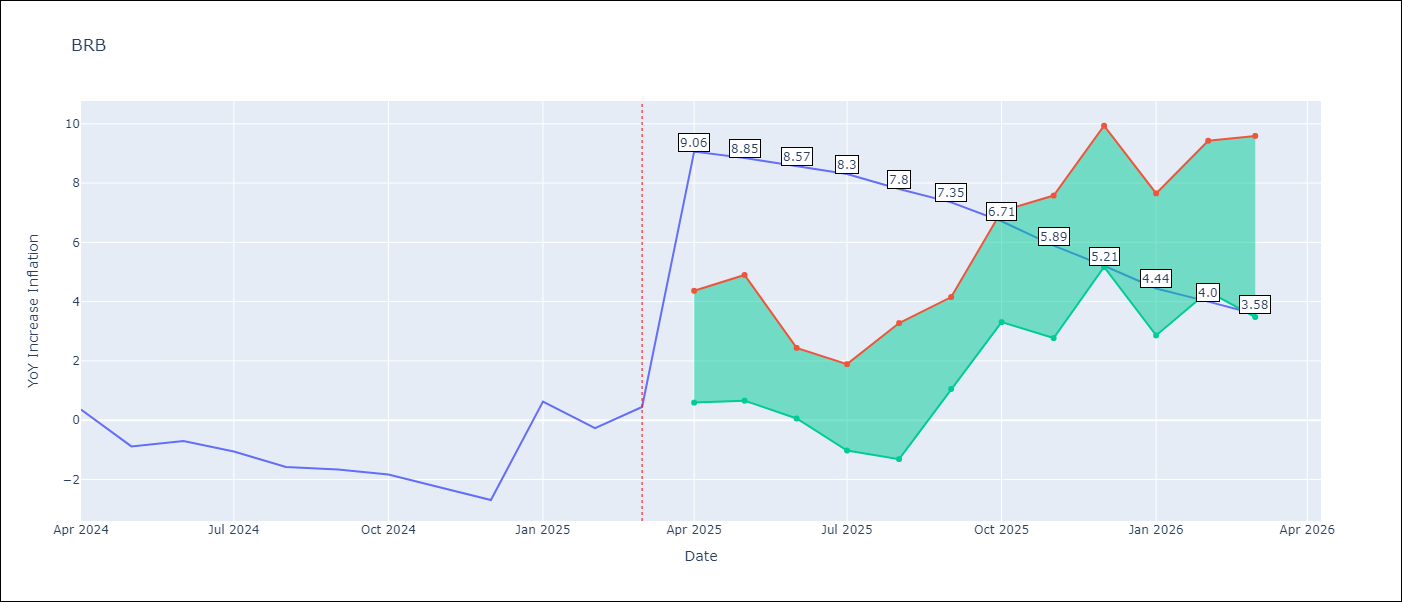 BRB
10
8
6
4
2
0
−2
YoY Increase Inflation
9.06
8.85
8.57
8.3
7.8
7.35
6.71
5.89
5.21
4.44
4.0
3.58
Apr 2024
Jul 2024
Oct 2024
Jan 2025
Apr 2025
Jul 2025
Oct 2025
Jan 2026
Apr 2026
Date